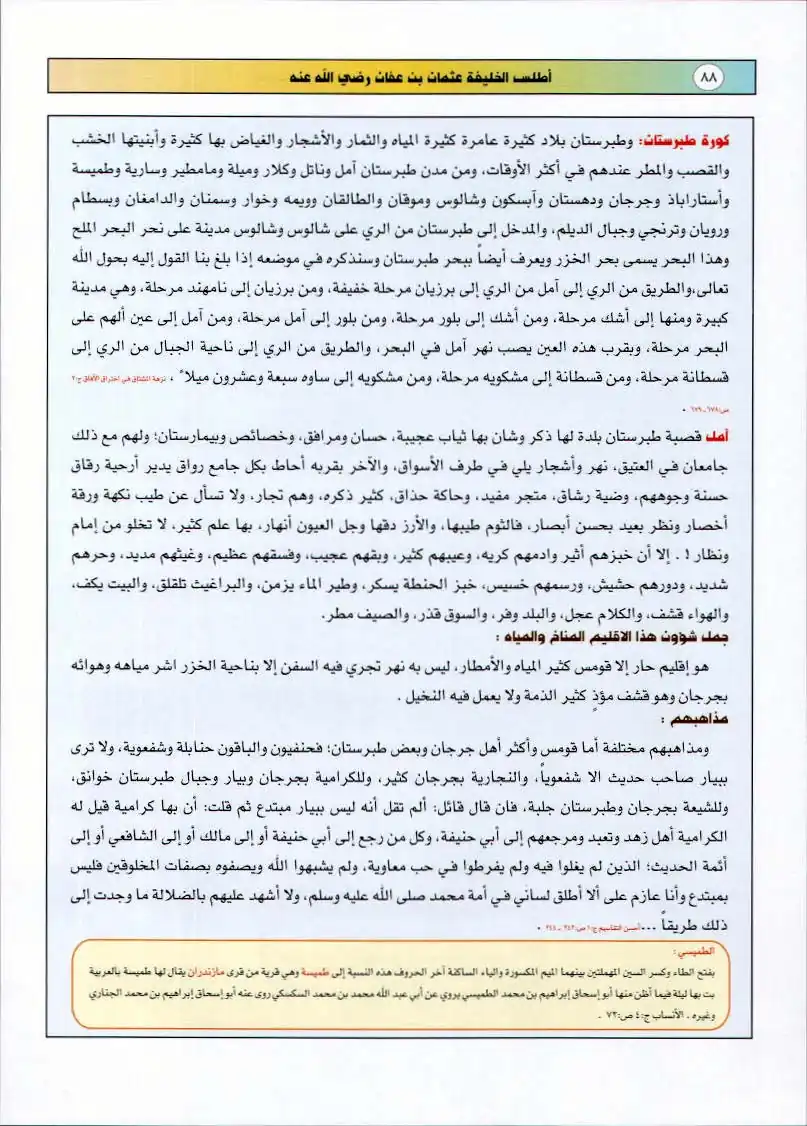 ٨٨
أطلس الخليفة عثمان بن عفان رضي الله عنه
كورة طبرستان: وطبرستان بلاد كثيرة عامرة كثيرة المياه والثمار والأشجار والغياض بها كثيرة وأبنيتها الخشب
والقصب والمطر عندهم في أكثر الأوقات، ومن مدن طبرستان آمل وناتل وكلار وميلة ومامطير وسارية وطميسة
وأستاراباذ وجرجان ودهستان وآبسكون وشالوس وموقان والطالقان وويمه وخوار وسمنان والدامغان وبسطام
ورويان وترنجي وجبال الديلم، والمدخل إلى طبرستان من الري على شالوس وشالوس مدينة على نحر البحر الملح
وهذا البحر يسمى بحر الخزر ويعرف أيضاً ببحر طبرستان وسنذكره في موضعه إذا بلغ بنا القول إليه بحول الله
تعالى،والطريق من الري إلى آمل من الري إلى برزيان مرحلة خفيفة، ومن برزيان إلى نامهند مرحلة، وهي مدينة
كبيرة ومنها إلى أشك مرحلة، ومن أشك إلى بلور مرحلة، ومن بلور إلى آمل مرحلة، ومن آمل إلى عين ألهم على
البحر مرحلة، وبقرب هذه العين يصب نهر آمل في البحر، والطريق من الري إلى ناحية الجبال من الري إلى
قسطانة مرحلة، ومن قسطانة إلى مشكويه مرحلة، ومن مشكويه إلى ساوه سبعة وعشرون ميلاً ، نزهة المشتاق في اختراق الآفاق ج:٢
ص:٦٧٨ـ٦٧٩ .
آمل قصبة طبرستان بلدة لها ذكر وشان بها ثياب عجيبة، حسان ومرافق، وخصائص وبيمارستان؛ ولهم مع ذلك
جامعان في العتيق، نهر وأشجار يلي في طرف الأسواق، والآخر بقربه أحاط بكل جامع رواق يدير أرحية رقاق
حسنة وجوههم، وضية رشاق، متجر مفيد، وحاكة حذاق، كثير ذكره، وهم تجار، ولا تسأل عن طيب نكهة ورقة
أخصار ونظر بعيد بحسن أبصار، فالثوم طيبها، والأرز دقها وجل العيون أنهار، بها علم كثير، لا تخلو من إمام
ونظار ! . إلا أن خبزهم أثير وادمهم كريه، وعيبهم كثير، وبقهم عجيب، وفسقهم عظيم، وغيثهم مديد، وحرهم
شديد، ودورهم حشيش، ورسمهم خسيس، خبز الحنطة يسكر، وطير الماء يزمن، والبراغيث تلقلق، والبيت يكف،
والهواء قشف، والكلام عجل، والبلد وفر، والسوق قذر، والصيف مطر.
جمل شؤون هذا الاقليم المناخ والمياه :
هو إقليم حار إلا قومس كثير المياه والأمطار، ليس به نهر تجري فيه السفن إلا بناحية الخزر اشر مياهه وهوائه
بجرجان وهو قشف مؤذٍ كثير الذمة ولا يعمل فيه النخيل .
مذاهبهم :
ومذاهبهم مختلفة أما قومس وأكثر أهل جرجان وبعض طبرستان؛ فحنفيون والباقون حنابلة وشفعوية، ولا ترى
ببيار صاحب حديث الا شفعوياً، والنجارية بجرجان كثير، وللكرامية بجرجان وبيار وجبال طبرستان خوانق،
وللشيعة بجرجان وطبرستان جلبة، فان قال قائل: ألم تقل أنه ليس ببيار مبتدع ثم قلت: أن بها كرامية قيل له
الكرامية أهل زهد وتعبد ومرجعهم إلى أبي حنيفة، وكل من رجع إلى أبي حنيفة أو إلى مالك أو إلى الشافعي أو إلى
أئمة الحديث؛ الذين لم يغلوا فيه ولم يفرطوا في حب معاوية، ولم يشبهوا الله ويصفوه بصفات المخلوقين فليس
بمبتدع وأنا عازم على ألا أطلق لساني في أمة محمد صلى الله عليه وسلم، ولا أشهد عليهم بالضلالة ما وجدت إلى
ذلك طريقاً ...أحسن التقاسيم ج:١ ص:٢٤٣ ـ ٢٤٤ .
الطميسي:
بفتح الطاء وكسر السين المهملتين بينهما الميم المكسورة والياء الساكنة آخر الحروف هذه النسبة إلى طميسة وهي قرية من قرى مازندران يقال لها طميسة بالعربية
بت بها ليلة فيما أظن منها أبو إسحاق إبراهيم بن محمد الطميسي يروي عن أبي عبد الله محمد بن محمد السكسكي روى عنه أبو إسحاق إبراهيم بن محمد الجناري
وغيره . الأنساب ج:٤ ص:٧٢ .